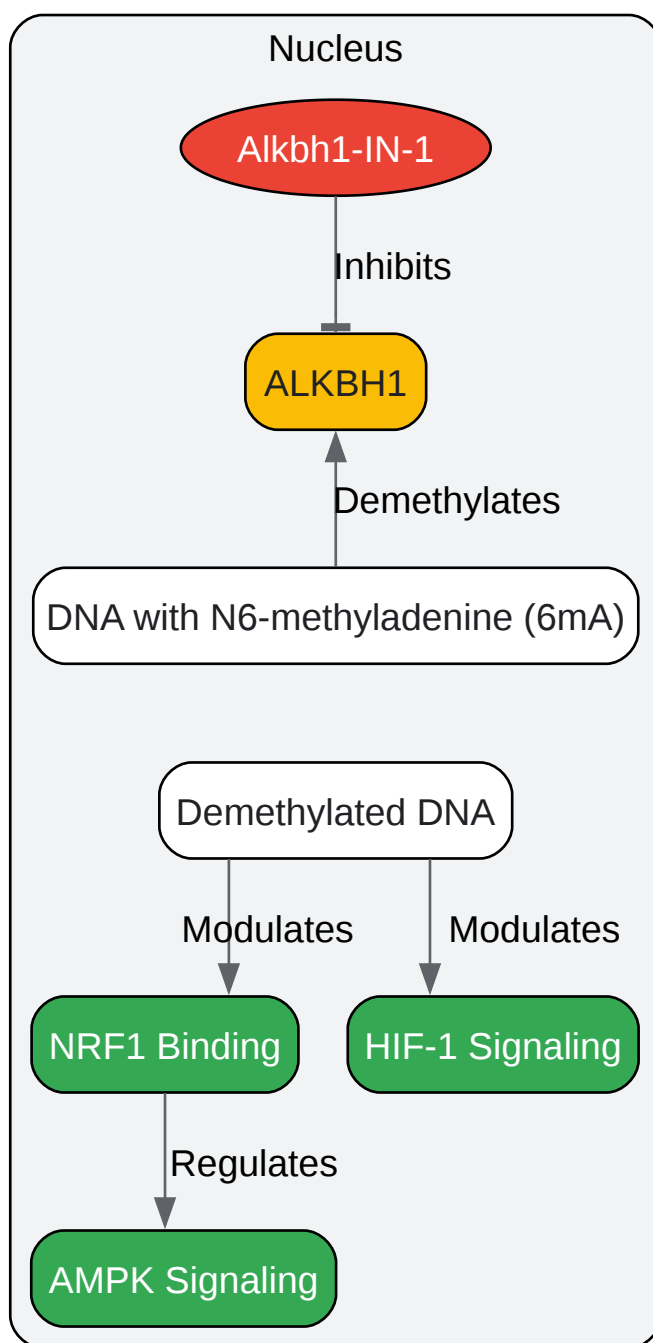 Nucleus
Alkbh1-IN-1
Inhibits
ALKBH1
Demethylates
DNA with N6-methyladenine (6mA)
Demethylated DNA
Modulates
Modulates
NRF1 Binding
HIF-1 Signaling
Regulates
AMPK Signaling